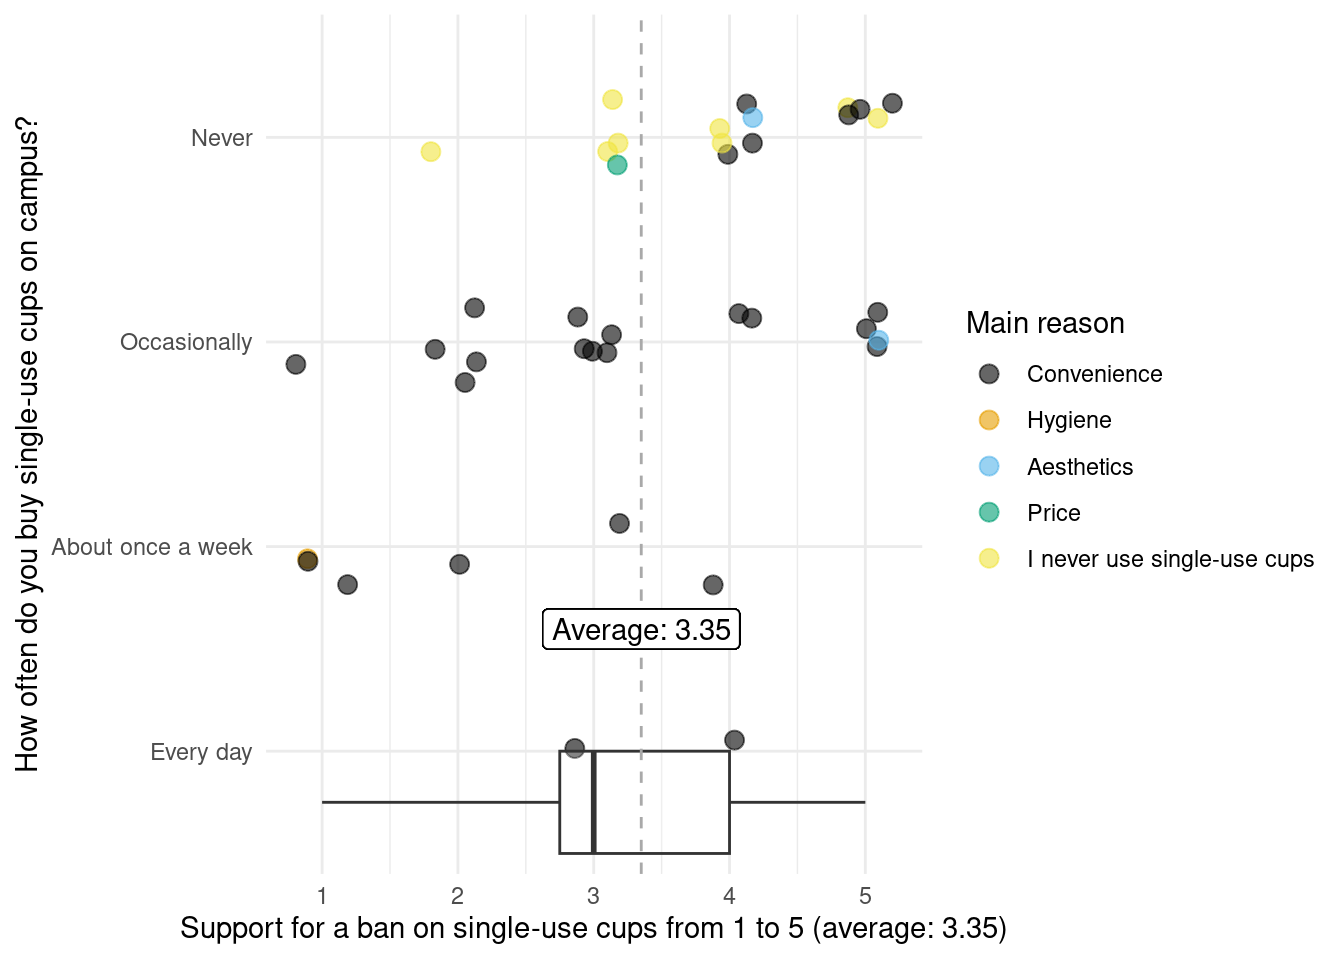 How often do you buy single-use cups on campus?
Never
Occasionally
About once a week
Every day
Average: 3.35
1 2 3 4 5
Support for a ban on single-use cups from 1 to 5 (average: 3.35)
Main reason
Convenience
Hygiene
Aesthetics
Price
I never use single-use cups